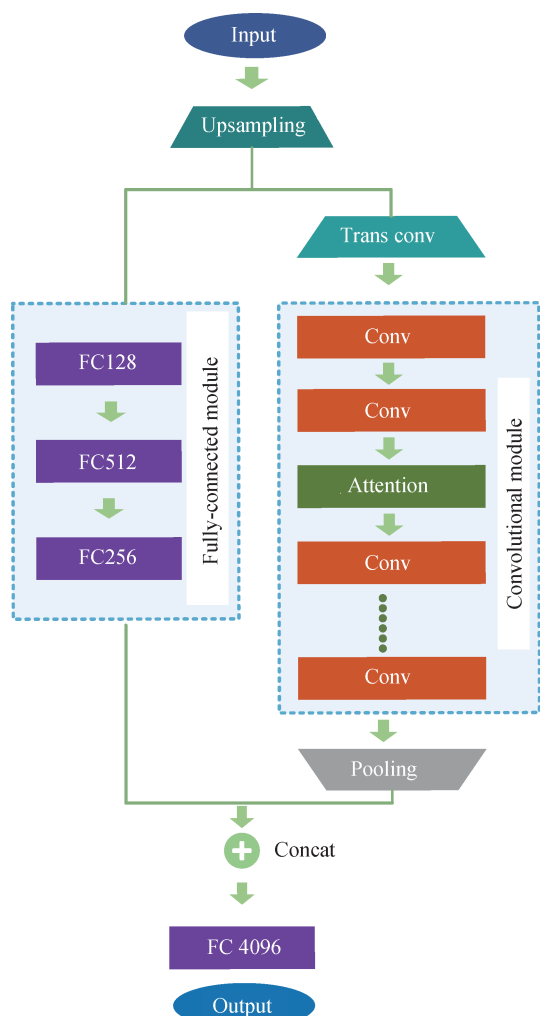 Input
Upsampling
Trans conv
FC128
FC512
FC256
Fully-connected module
Conv
Conv
Attention
Conv
Conv
Convolutional module
Pooling
Concat
FC 4096
Output